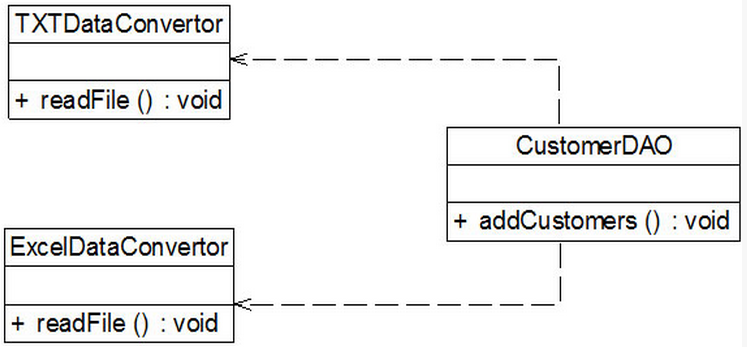 TXTDataConvertor
+ readFile () : void
CustomerDAO
+ addCustomers () : void
ExcelDataConvertor
+ readFile () : void